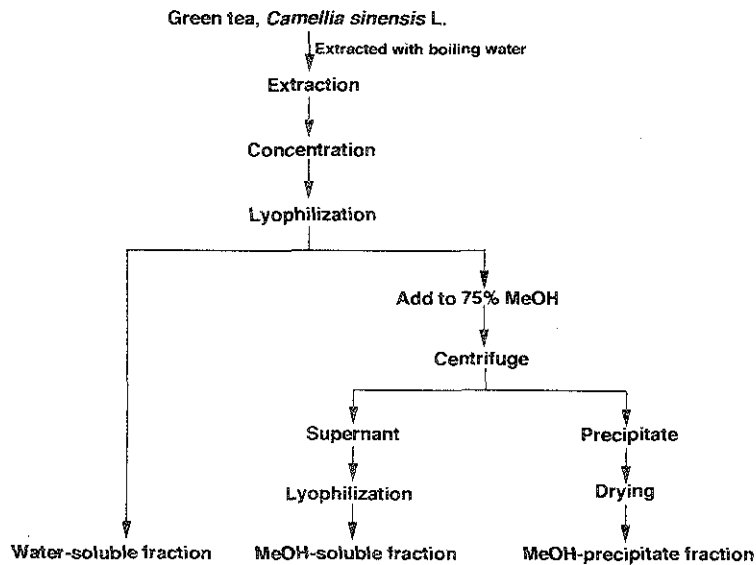 Green tea, Camellia sinensis L.
Extracted with boiling water
Extraction
Concentration
Lyophilization
Add to 75% MeOH
Centrifuge
Supernant
Precipitate
Lyophilization
Drying
Water-soluble fraction
MeOH-soluble fraction
MeOH-precipitate fraction